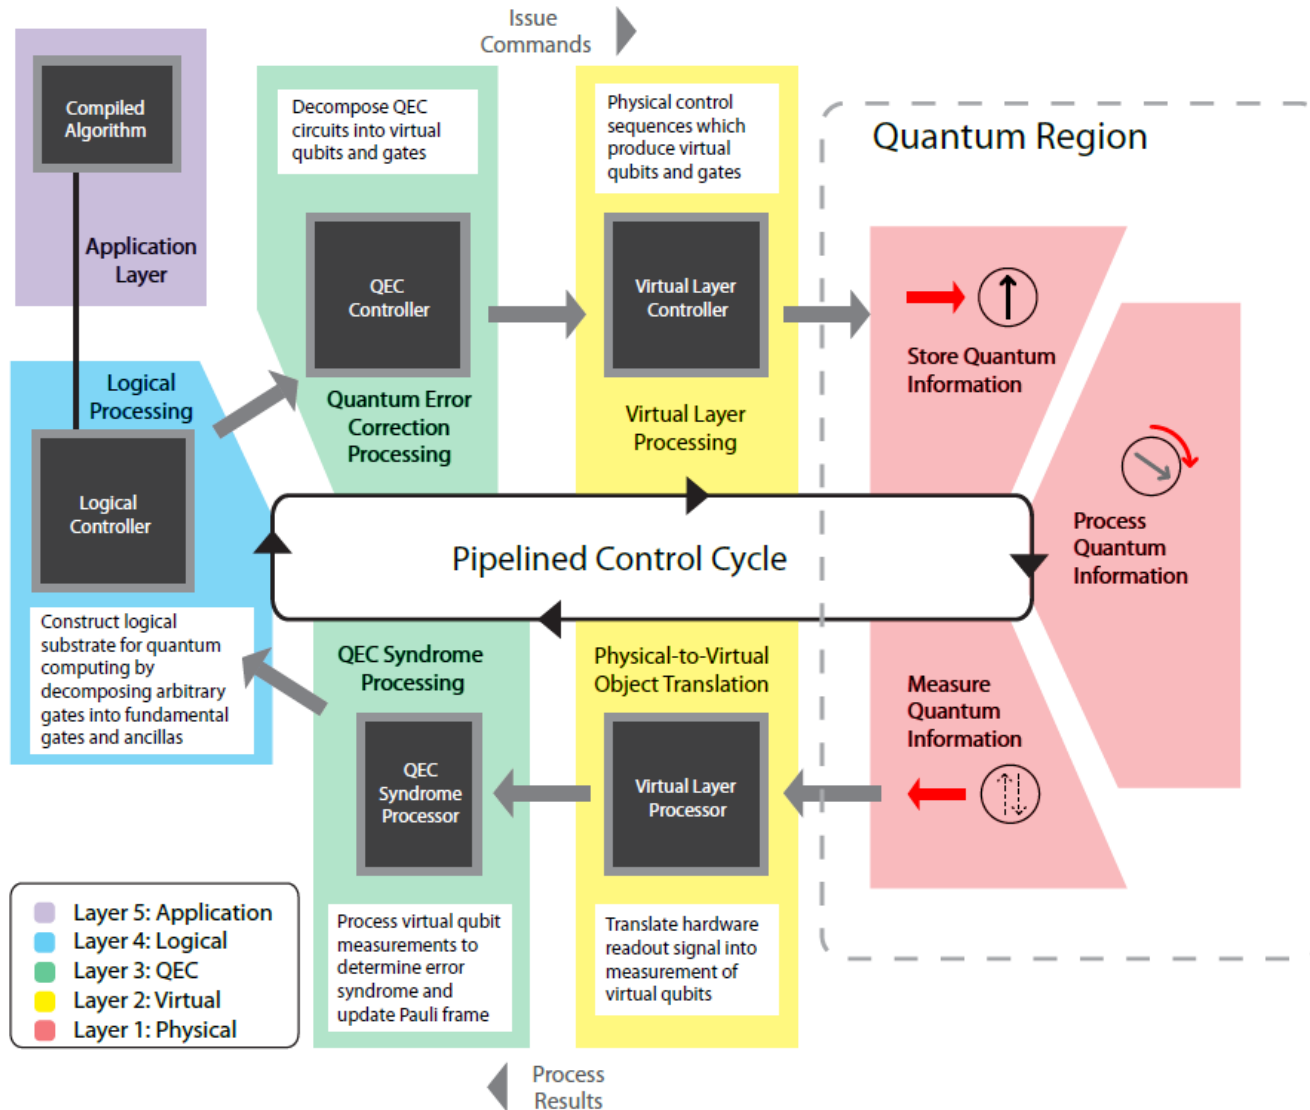 Issue
Commands
Compiled
Algorithm
Application
Layer
Decompose QEC
circuits into virtual
qubits and gates
QEC
Controller
Quantum Error
Correction
Processing
Physical control
sequences which
produce virtual
qubits and gates
Virtual Layer
Controller
Virtual Layer
Processing
Quantum Region
Store Quantum
Information
Process
Quantum
Information
Measure
Quantum
Information
Logical
Processing
Logical
Controller
Construct logical
substrate for quantum
computing by
decomposing arbitrary
gates into fundamental
gates and ancillas
Pipelined Control Cycle
QEC Syndrome
Processing
QEC
Syndrome
Processor
Process virtual qubit
measurements to
determine error
syndrome and
update Pauli frame
Physical-to-Virtual
Object Translation
Virtual Layer
Processor
Translate hardware
readout signal into
measurement of
virtual qubits
Layer 5: Application
Layer 4: Logical
Layer 3: QEC
Layer 2: Virtual
Layer 1: Physical
Process
Results